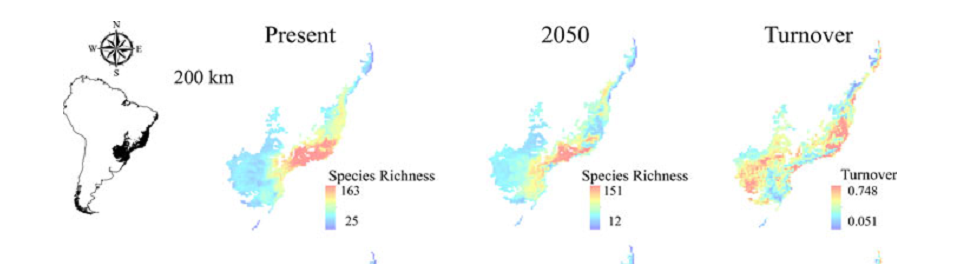 N
W E
S
200 km
Present
Species Richness
163
25
2050
Species Richness
151
12
Turnover
Turnover
0.748
0.051